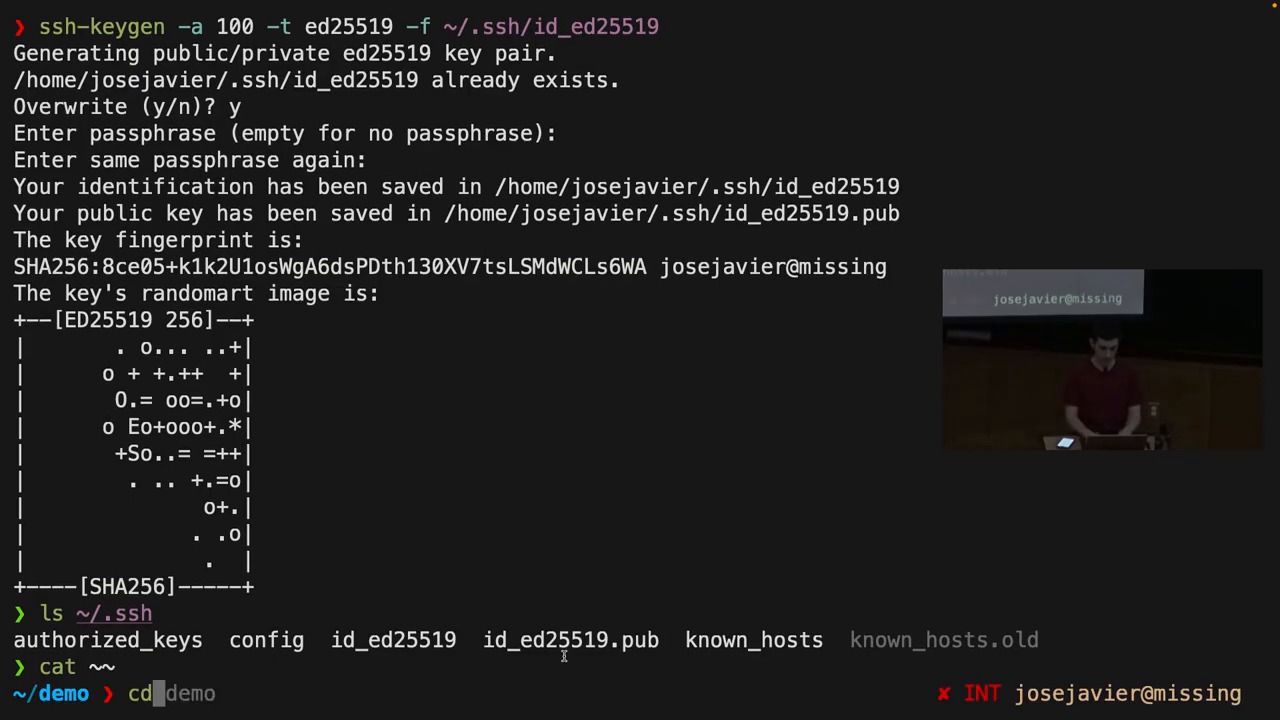 ❯ ssh-keygen -a 100 -t ed25519 -f ~/.ssh/id_ed25519
Generating public/private ed25519 key pair.
/home/josejavier/.ssh/id_ed25519 already exists.
Overwrite (y/n)? y
Enter passphrase (empty for no passphrase):
Enter same passphrase again:
Your identification has been saved in /home/josejavier/.ssh/id_ed25519
Your public key has been saved in /home/josejavier/.ssh/id_ed25519.pub
The key fingerprint is:
SHA256:8ce05+k1k2U1osWgA6dsPDth130XV7tsLSMdWCLs6WA josejavier@missing
The key's randomart image is:
+--[ED25519 256]--+
|       . o... ..+|
|      o + +.++  +|
|       O.= oo=.+o|
|      o Eo+ooo+.*|
|       +So..= =++|
|        . .. +.=o|
|              o+.|
|             . .o|
|              .  |
+----[SHA256]-----+
❯ ls ~/.ssh
authorized_keys  config  id_ed25519  id_ed25519.pub  known_hosts  known_hosts.old
❯ cat ~~
~/demo ❯ cd demo ✘ INT josejavier@missing
hosts.old
josejavier@missing